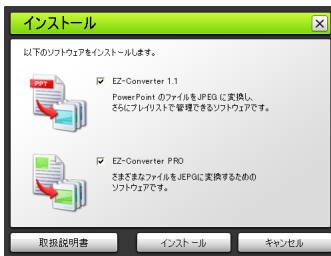 インストール
以下のソフトウェアをインストールします。
PPT
EZ-Converter 1.1
PowerPoint のファイルをJPEG に変換し、
さらにプレイリストで管理できるソフトウェアです。
EZ-Converter PRO
さまざまなファイルをJEPGに変換するための
ソフトウェアです。
取扱説明書
インストール
キャンセル